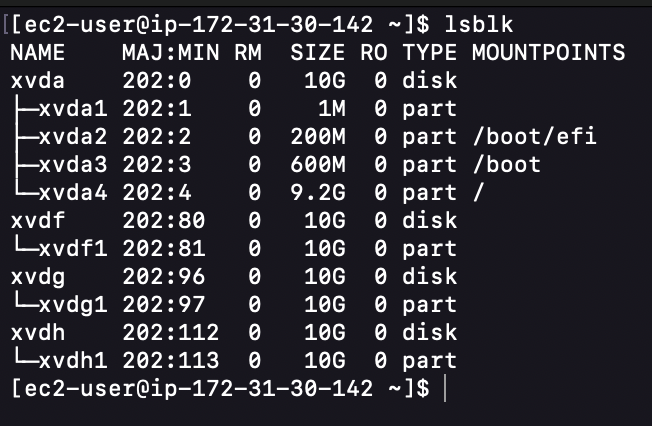 [[ec2-user@ip-172-31-30-142 ~]$ lsblk
NAME    MAJ:MIN RM  SIZE RO TYPE MOUNTPOINTS
xvda    202:0    0   10G  0 disk
├─xvda1 202:1    0    1M  0 part
├─xvda2 202:2    0  200M  0 part /boot/efi
├─xvda3 202:3    0  600M  0 part /boot
└─xvda4 202:4    0  9.2G  0 part /
xvdf    202:80   0   10G  0 disk
└─xvdf1 202:81   0   10G  0 part
xvdg    202:96   0   10G  0 disk
└─xvdg1 202:97   0   10G  0 part
xvdh    202:112  0   10G  0 disk
└─xvdh1 202:113  0   10G  0 part
[ec2-user@ip-172-31-30-142 ~]$